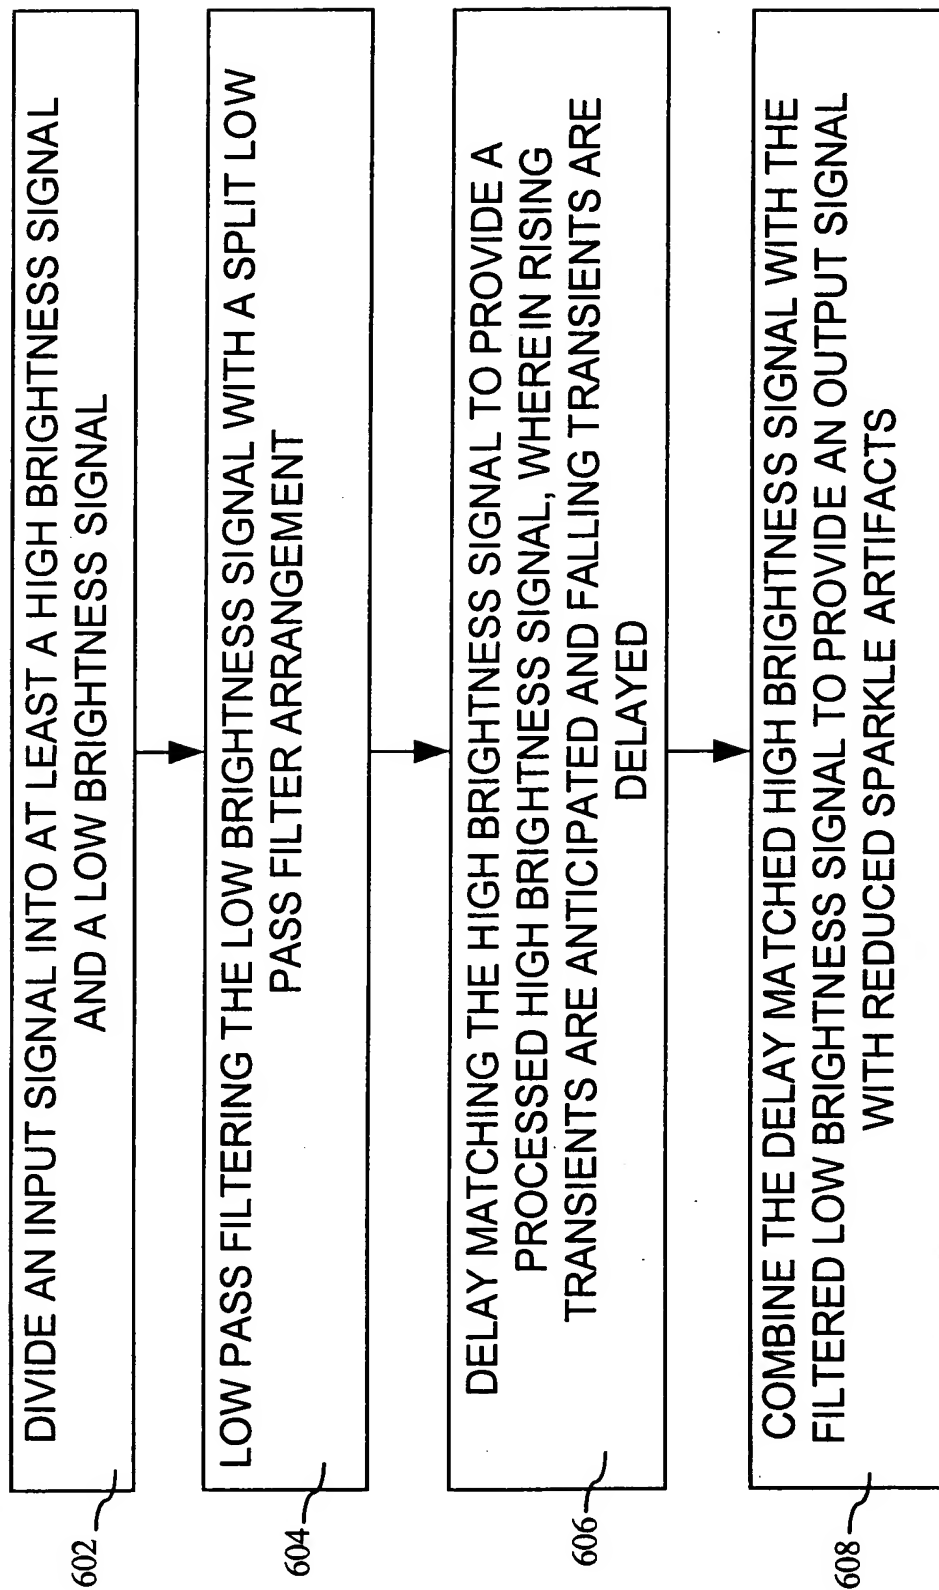 DIVIDE AN INPUT SIGNAL INTO AT LEAST A HIGH BRIGHTNESS SIGNAL
AND A LOW BRIGHTNESS SIGNAL
602
LOW PASS FILTERING THE LOW BRIGHTNESS SIGNAL WITH A SPLIT LOW
PASS FILTER ARRANGEMENT
604
DELAY MATCHING THE HIGH BRIGHTNESS SIGNAL TO PROVIDE A
PROCESSED HIGH BRIGHTNESS SIGNAL, WHEREIN RISING
TRANSIENTS ARE ANTICIPATED AND FALLING TRANSIENTS ARE
DELAYED
606
COMBINE THE DELAY MATCHED HIGH BRIGHTNESS SIGNAL WITH THE
FILTERED LOW BRIGHTNESS SIGNAL TO PROVIDE AN OUTPUT SIGNAL
WITH REDUCED SPARKLE ARTIFACTS
608